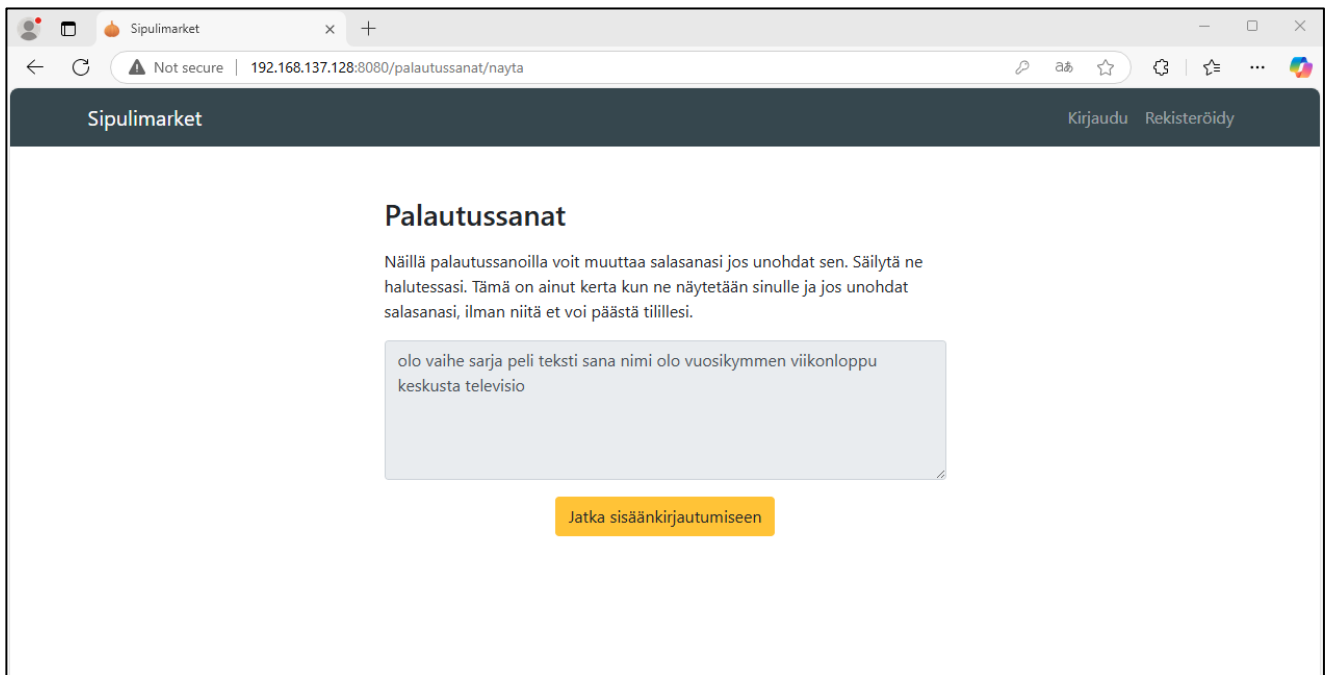 Sipulimarket
Not secure | 192.168.137.128:8080/palautussanat/nayta
Sipulimarket
Kirjaudu Rekisteröidy
Palautussanat
Näillä palautussanoilla voit muuttaa salasanasi jos unohdat sen. Säilytä ne
halutessasi. Tämä on ainut kerta kun ne näytetään sinulle ja jos unohdat
salasanasi, ilman niitä et voi päästä tilillesi.
olo vaihe sarja peli teksti sana nimi olo vuosikymmen viikonloppu
keskusta televisio
Jatka sisäänkirjautumiseen